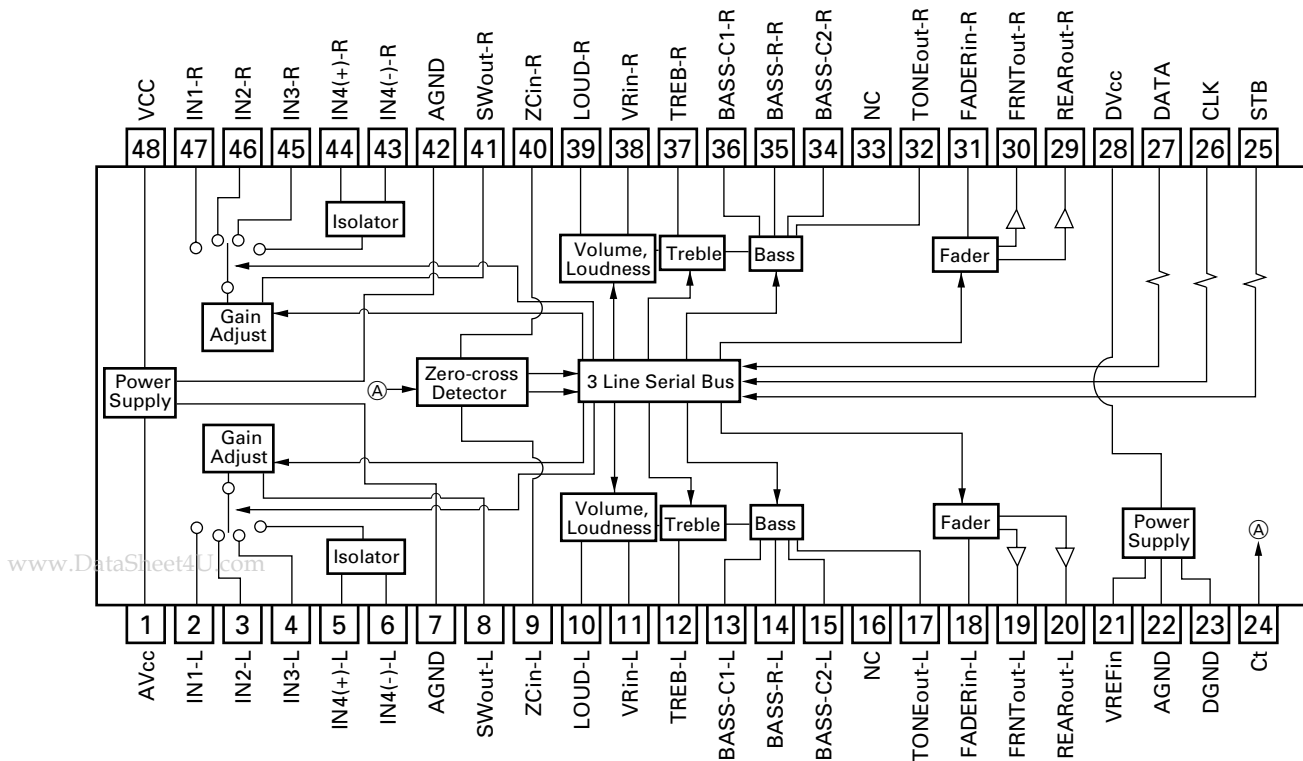 VCC
IN1-R
IN2-R
IN3-R
IN4(+)-R
IN4(-)-R
AGND
SWout-R
ZCin-R
LOUD-R
VRin-R
TREB-R
BASS-C1-R
BASS-R-R
BASS-C2-R
NC
TONEout-R
FADERin-R
FRNTout-R
REARout-R
DVcc
DATA
CLK
STB
48 47 46 45 44 43 42 41 40 39 38 37 36 35 34 33 32 31 30 29 28 27 26 25
Isolator
Volume,
Loudness
Treble
Bass
Fader
Gain
Adjust
Power
Supply
A
Zero-cross
Detector
3 Line Serial Bus
Gain
Adjust
Isolator
Volume,
Loudness
Treble
Bass
Fader
Power
Supply
A
www.DataSheet4U.com
1 2 3 4 5 6 7 8 9 10 11 12 13 14 15 16 17 18 19 20 21 22 23 24
AVcc
IN1-L
IN2-L
IN3-L
IN4(+)-L
IN4(-)-L
AGND
SWout-L
ZCin-L
LOUD-L
VRin-L
TREB-L
BASS-C1-L
BASS-R-L
BASS-C2-L
NC
TONEout-L
FADERin-L
FRNTout-L
REARout-L
VREFin
AGND
DGND
Ct